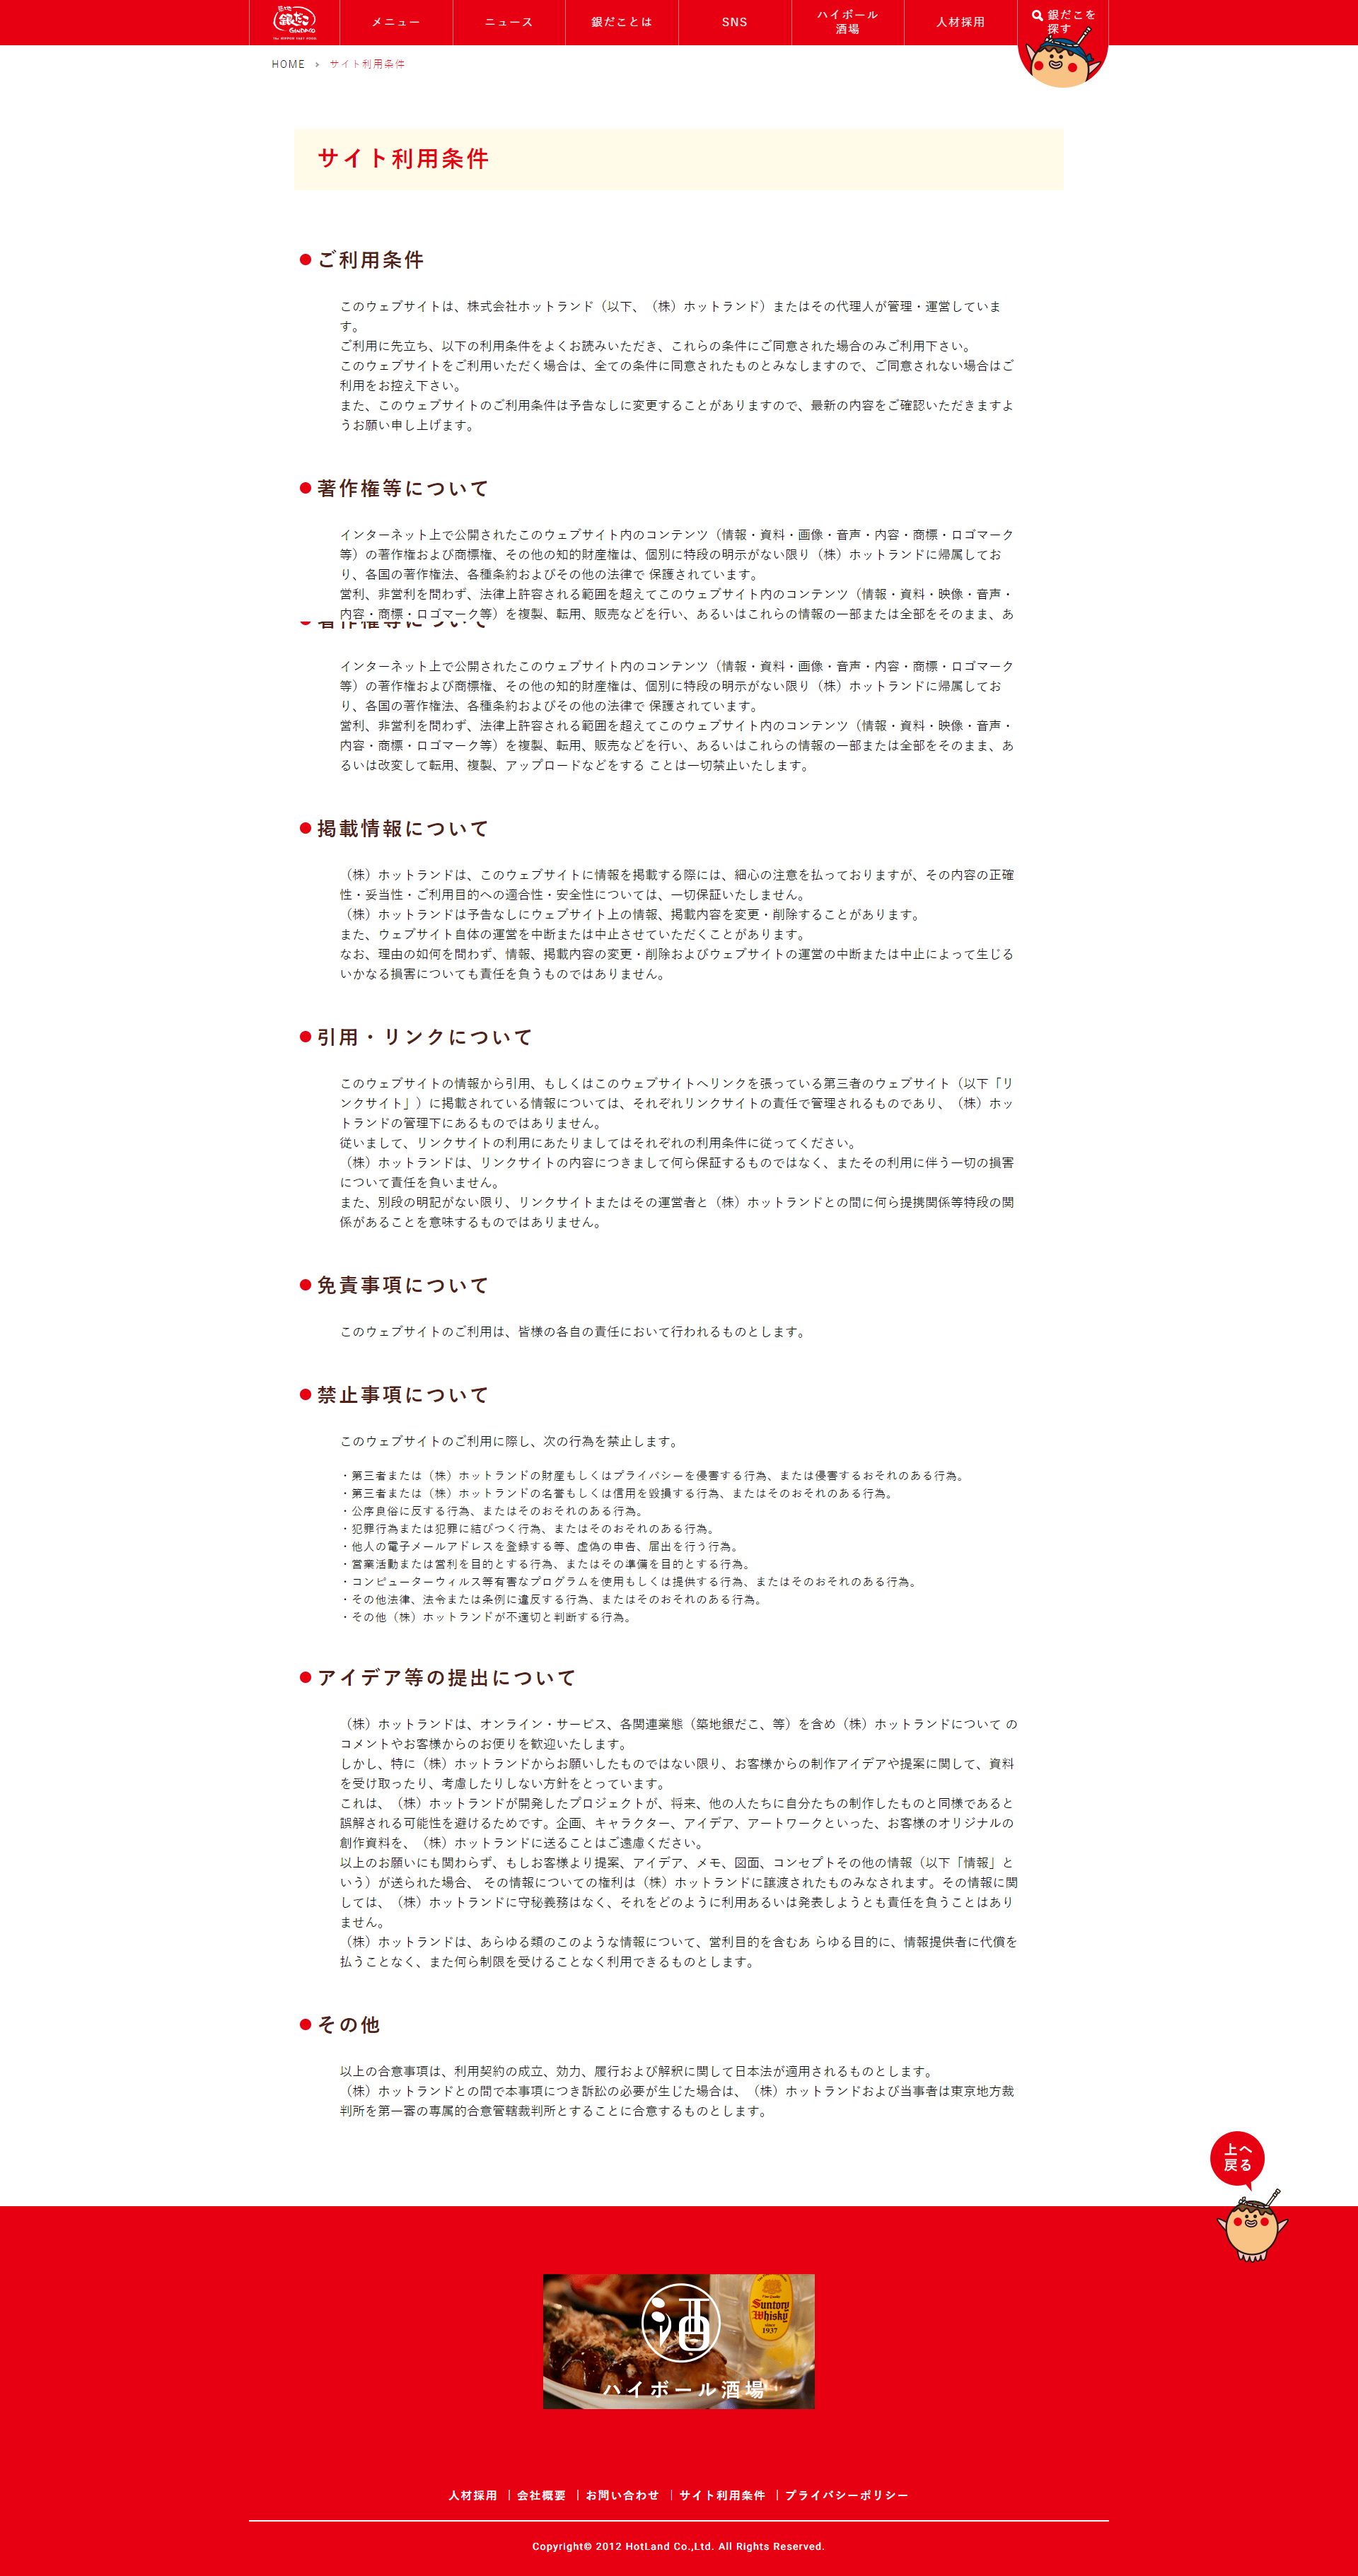 築地
銀だこ
GINDACO
The NIPPON FAST FOOD.
メニュー
ニュース
銀だことは
SNS
ハイボール
酒場
人材採用
銀だこを
探す
HOME > サイト利用条件
サイト利用条件
ご利用条件
このウェブサイトは、株式会社ホットランド（以下、（株）ホットランド）またはその代理人が管理・運営していま
す。
ご利用に先立ち、以下の利用条件をよくお読みいただき、これらの条件にご同意された場合のみご利用下さい。
このウェブサイトをご利用いただく場合は、全ての条件に同意されたものとみなしますので、ご同意されない場合はご
利用をお控え下さい。
また、このウェブサイトのご利用条件は予告なしに変更することがありますので、最新の内容をご確認いただきますよ
うお願い申し上げます。
著作権等について
インターネット上で公開されたこのウェブサイト内のコンテンツ（情報・資料・画像・音声・内容・商標・ロゴマーク
等）の著作権および商標権、その他の知的財産権は、個別に特段の明示がない限り（株）ホットランドに帰属してお
り、各国の著作権法、各種条約およびその他の法律で 保護されています。
営利、非営利を問わず、法律上許容される範囲を超えてこのウェブサイト内のコンテンツ（情報・資料・映像・音声・
内容・商標・ロゴマーク等）を複製、転用、販売などを行い、あるいはこれらの情報の一部または全部をそのまま、あ
著作権等について
インターネット上で公開されたこのウェブサイト内のコンテンツ（情報・資料・画像・音声・内容・商標・ロゴマーク
等）の著作権および商標権、その他の知的財産権は、個別に特段の明示がない限り（株）ホットランドに帰属してお
り、各国の著作権法、各種条約およびその他の法律で 保護されています。
営利、非営利を問わず、法律上許容される範囲を超えてこのウェブサイト内のコンテンツ（情報・資料・映像・音声・
内容・商標・ロゴマーク等）を複製、転用、販売などを行い、あるいはこれらの情報の一部または全部をそのまま、あ
るいは改変して転用、複製、アップロードなどをする ことは一切禁止いたします。
掲載情報について
（株）ホットランドは、このウェブサイトに情報を掲載する際には、細心の注意を払っておりますが、その内容の正確
性・妥当性・ご利用目的への適合性・安全性については、一切保証いたしません。
（株）ホットランドは予告なしにウェブサイト上の情報、掲載内容を変更・削除することがあります。
また、ウェブサイト自体の運営を中断または中止させていただくことがあります。
なお、理由の如何を問わず、情報、掲載内容の変更・削除およびウェブサイトの運営の中断または中止によって生じる
いかなる損害についても責任を負うものではありません。
引用・リンクについて
このウェブサイトの情報から引用、もしくはこのウェブサイトへリンクを張っている第三者のウェブサイト（以下「リ
ンクサイト」）に掲載されている情報については、それぞれリンクサイトの責任で管理されるものであり、（株）ホッ
トランドの管理下にあるものではありません。
従いまして、リンクサイトの利用にあたりましてはそれぞれの利用条件に従ってください。
（株）ホットランドは、リンクサイトの内容につきまして何ら保証するものではなく、またその利用に伴う一切の損害
について責任を負いません。
また、別段の明記がない限り、リンクサイトまたはその運営者と（株）ホットランドとの間に何ら提携関係等特段の関
係があることを意味するものではありません。
免責事項について
このウェブサイトのご利用は、皆様の各自の責任において行われるものとします。
禁止事項について
このウェブサイトのご利用に際し、次の行為を禁止します。
・第三者または（株）ホットランドの財産もしくはプライバシーを侵害する行為、または侵害するおそれのある行為。
・第三者または（株）ホットランドの名誉もしくは信用を毀損する行為、またはそのおそれのある行為。
・公序良俗に反する行為、またはそのおそれのある行為。
・犯罪行為または犯罪に結びつく行為、またはそのおそれのある行為。
・他人の電子メールアドレスを登録する等、虚偽の申告、届出を行う行為。
・営業活動または営利を目的とする行為、またはその準備を目的とする行為。
・コンピューターウィルス等有害なプログラムを使用もしくは提供する行為、またはそのおそれのある行為。
・その他法律、法令または条例に違反する行為、またはそのおそれのある行為。
・その他（株）ホットランドが不適切と判断する行為。
アイデア等の提出について
（株）ホットランドは、オンライン・サービス、各関連業態（築地銀だこ、等）を含め（株）ホットランドについて の
コメントやお客様からのお便りを歓迎いたします。
しかし、特に（株）ホットランドからお願いしたものではない限り、お客様からの制作アイデアや提案に関して、資料
を受け取ったり、考慮したりしない方針をとっています。
これは、（株）ホットランドが開発したプロジェクトが、将来、他の人たちに自分たちの制作したものと同様であると
誤解される可能性を避けるためです。企画、キャラクター、アイデア、アートワークといった、お客様のオリジナルの
創作資料を、（株）ホットランドに送ることはご遠慮ください。
以上のお願いにも関わらず、もしお客様より提案、アイデア、メモ、図面、コンセプトその他の情報（以下「情報」と
いう）が送られた場合、 その情報についての権利は（株）ホットランドに譲渡されたものみなされます。その情報に関
しては、（株）ホットランドに守秘義務はなく、それをどのように利用あるいは発表しようとも責任を負うことはあり
ません。
（株）ホットランドは、あらゆる類のこのような情報について、営利目的を含むあ らゆる目的に、情報提供者に代償を
払うことなく、また何ら制限を受けることなく利用できるものとします。
その他
以上の合意事項は、利用契約の成立、効力、履行および解釈に関して日本法が適用されるものとします。
（株）ホットランドとの間で本事項につき訴訟の必要が生じた場合は、（株）ホットランドおよび当事者は東京地方裁
判所を第一審の専属的合意管轄裁判所とすることに合意するものとします。
上へ
戻る
酒
ハイボール酒場
Suntory
Whisky
1937
人材採用 ｜会社概要 ｜お問い合わせ ｜サイト利用条件 ｜プライバシーポリシー
Copyright© 2012 HotLand Co.,Ltd. All Rights Reserved.